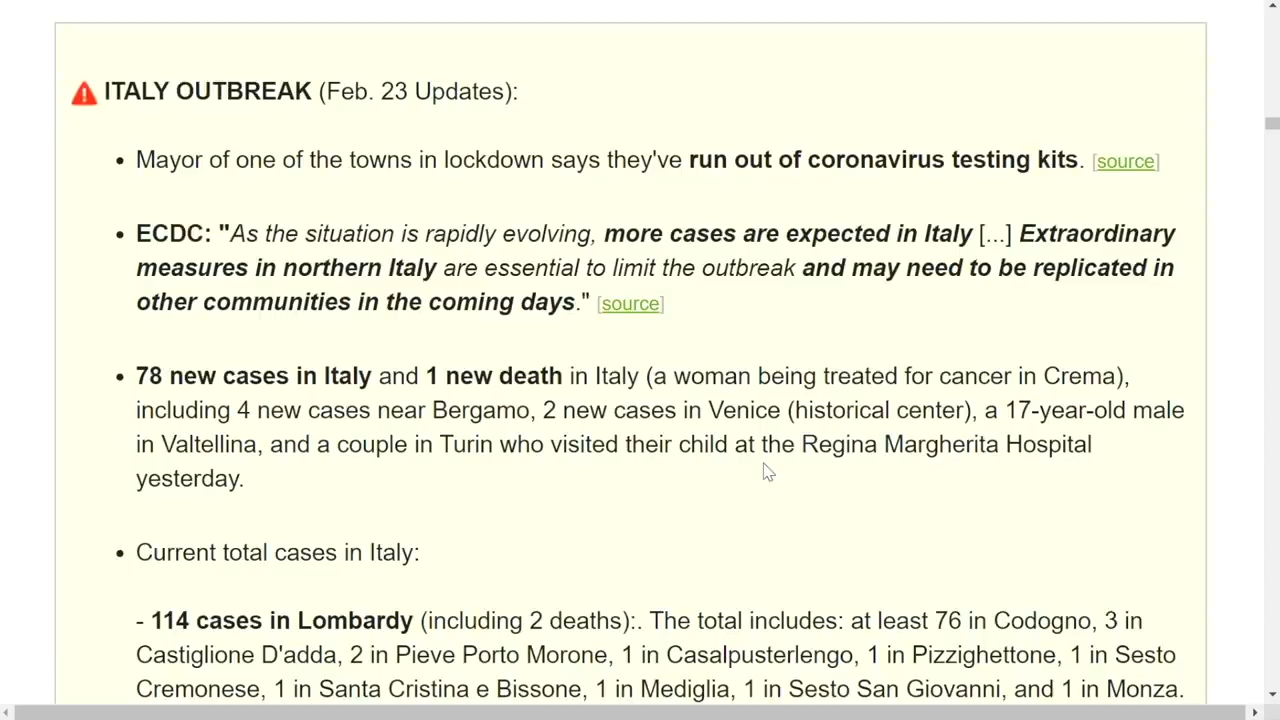 ITALY OUTBREAK (Feb. 23 Updates):
• Mayor of one of the towns in lockdown says they've run out of coronavirus testing kits. [source]
• ECDC: "As the situation is rapidly evolving, more cases are expected in Italy [...] Extraordinary
measures in northern Italy are essential to limit the outbreak and may need to be replicated in
other communities in the coming days." [source]
• 78 new cases in Italy and 1 new death in Italy (a woman being treated for cancer in Crema),
including 4 new cases near Bergamo, 2 new cases in Venice (historical center), a 17-year-old male
in Valtellina, and a couple in Turin who visited their child at the Regina Margherita Hospital
yesterday.
• Current total cases in Italy:
- 114 cases in Lombardy (including 2 deaths):. The total includes: at least 76 in Codogno, 3 in
Castiglione D'adda, 2 in Pieve Porto Morone, 1 in Casalpusterlengo, 1 in Pizzighettone, 1 in Sesto
Cremonese, 1 in Santa Cristina e Bissone, 1 in Mediglia, 1 in Sesto San Giovanni, and 1 in Monza.